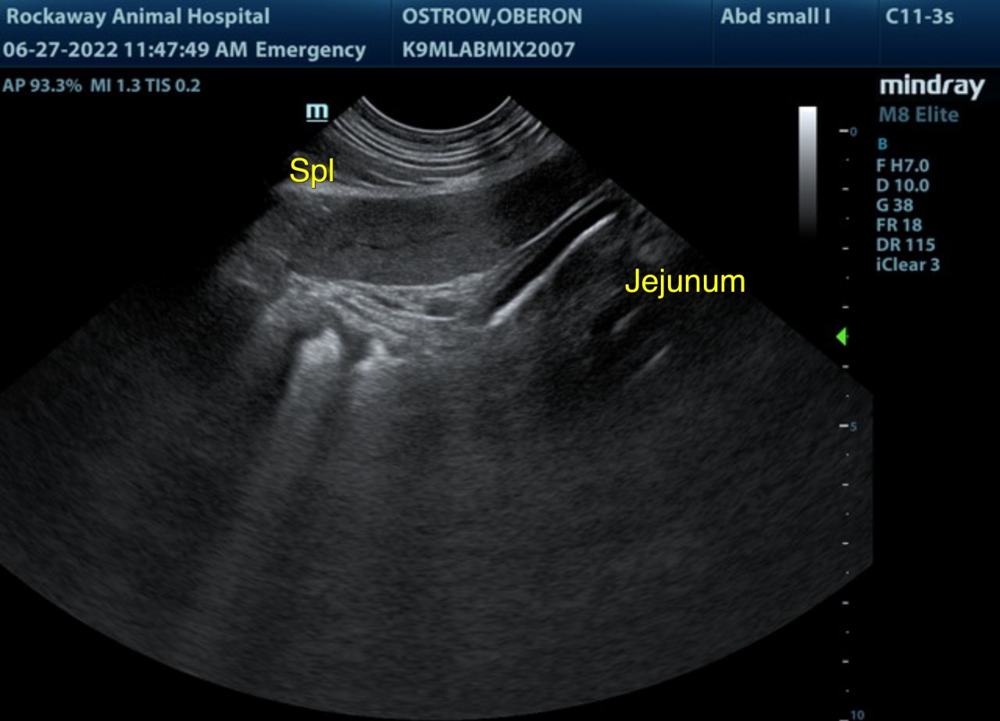 Rockaway Animal Hospital
OSTROW,OBERON
Abd small I
C11-3s
06-27-2022 11:47:49 AM Emergency
K9MLABMIX2007
AP 93.3% MI 1.3 TIS 0.2
mindray
M8 Elite
m
B
F H7.0
D 10.0
G 38
FR 18
DR 115
iClear 3
0
5
10
Spl
Jejunum